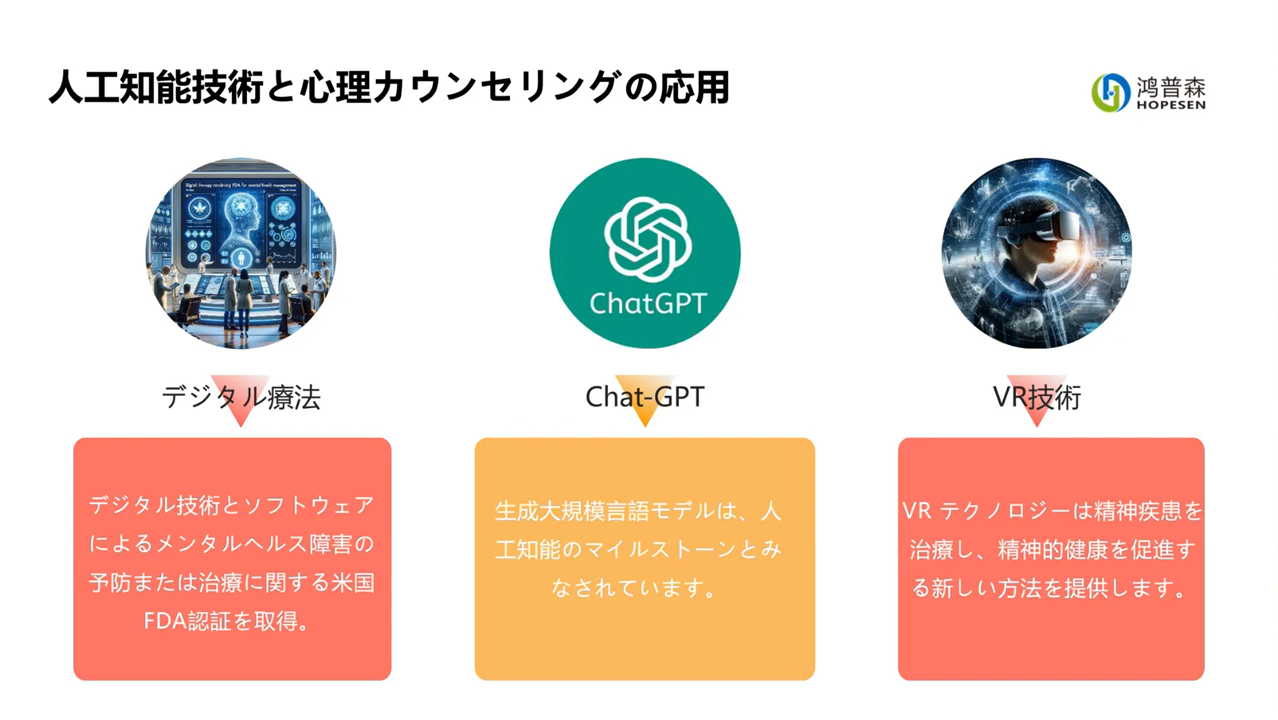 人工知能技術と心理カウンセリングの応用
鸿普森
HOPESEN
Digital therapy receiving FDA for mental health management
ChatGPT
デジタル療法
Chat-GPT
VR技術
デジタル技術とソフトウェア
によるメンタルヘルス障害の
予防または治療に関する米国
FDA認証を取得。
生成大規模言語モデルは、人
工知能のマイルストーンとみ
なされています。
VR テクノロジーは精神疾患を
治療し、精神的健康を促進す
る新しい方法を提供します。